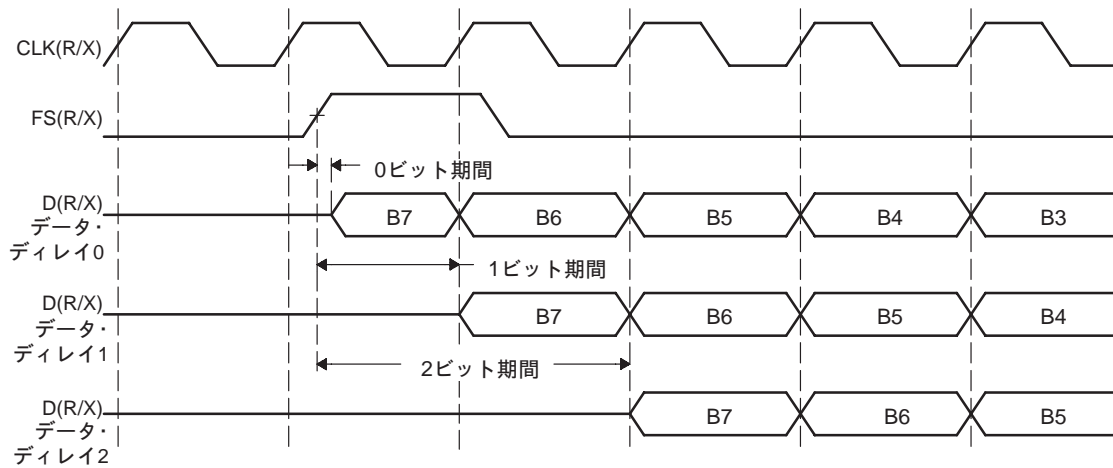 CLK(R/X)
FS(R/X)
0ビット期間
D(R/X)
データ・
ディレイ0
B7 B6 B5 B4 B3
1ビット期間
D(R/X)
データ・
ディレイ1
B7 B6 B5 B4
2ビット期間
D(R/X)
データ・
ディレイ2
B7 B6 B5